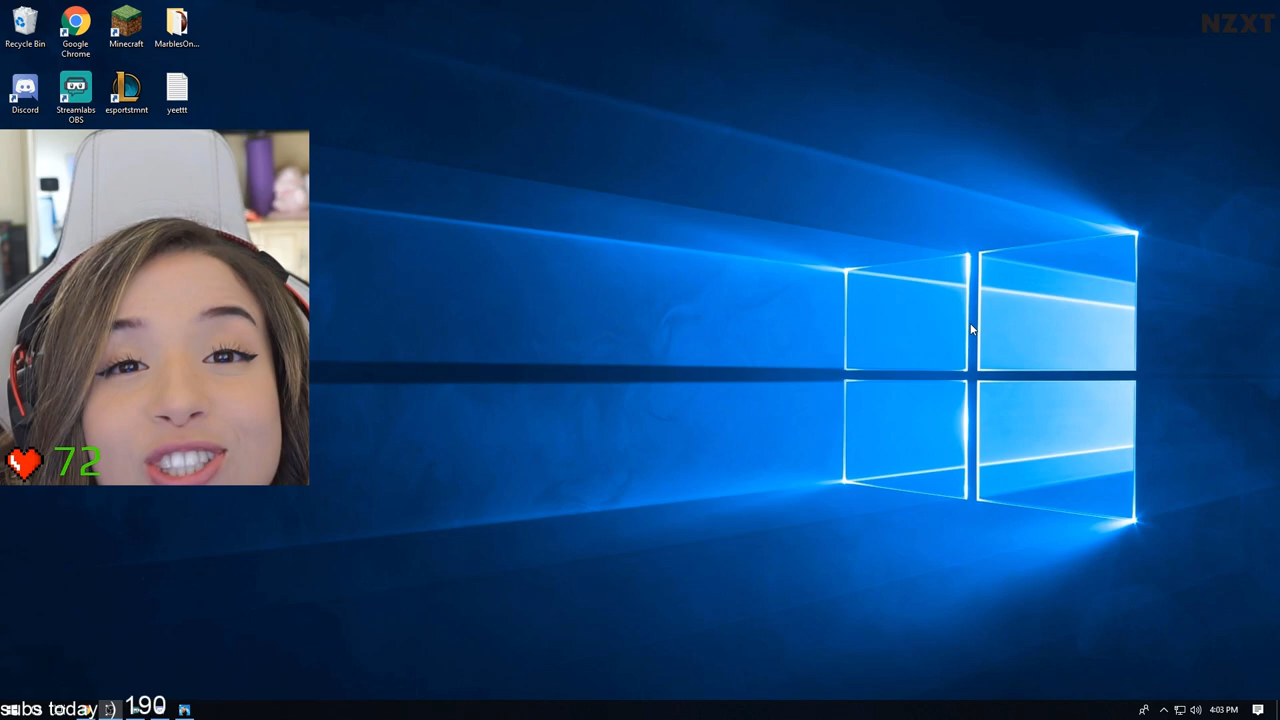 NZXT
Recycle Bin
Google Chrome
Minecraft
MarblesOn...
Discord
Streamlabs OBS
esportstmnt
yeettt
72
subs today :) 190
4:03 PM